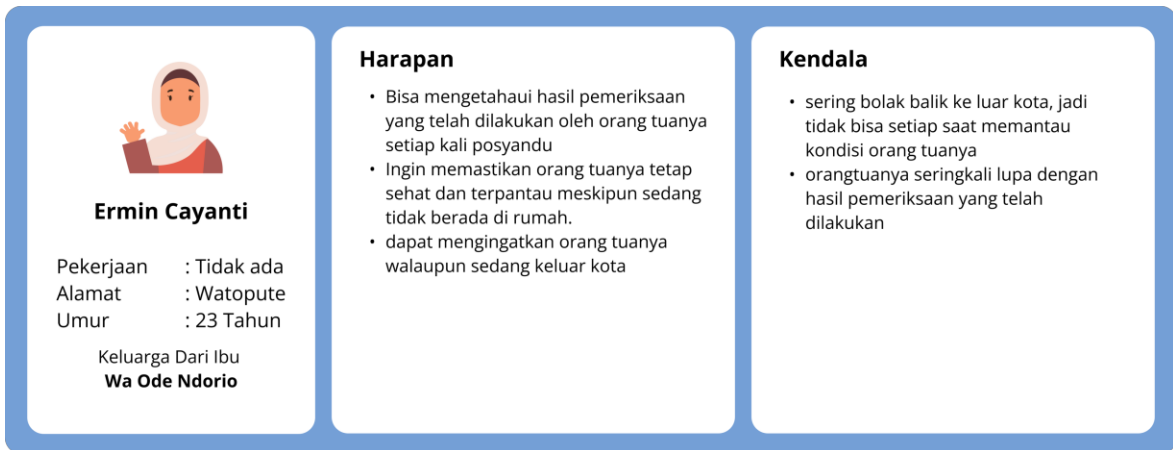 Ermin Cayanti
Pekerjaan : Tidak ada
Alamat : Watopute
Umur : 23 Tahun
Keluarga Dari Ibu
Wa Ode Ndorio
Harapan
• Bisa mengetahaui hasil pemeriksaan
yang telah dilakukan oleh orang tuanya
setiap kali posyandu
• Ingin memastikan orang tuanya tetap
sehat dan terpantau meskipun sedang
tidak berada di rumah.
• dapat mengingatkan orang tuanya
walaupun sedang keluar kota
Kendala
• sering bolak balik ke luar kota, jadi
tidak bisa setiap saat memantau
kondisi orang tuanya
• orangtuanya seringkali lupa dengan
hasil pemeriksaan yang telah
dilakukan